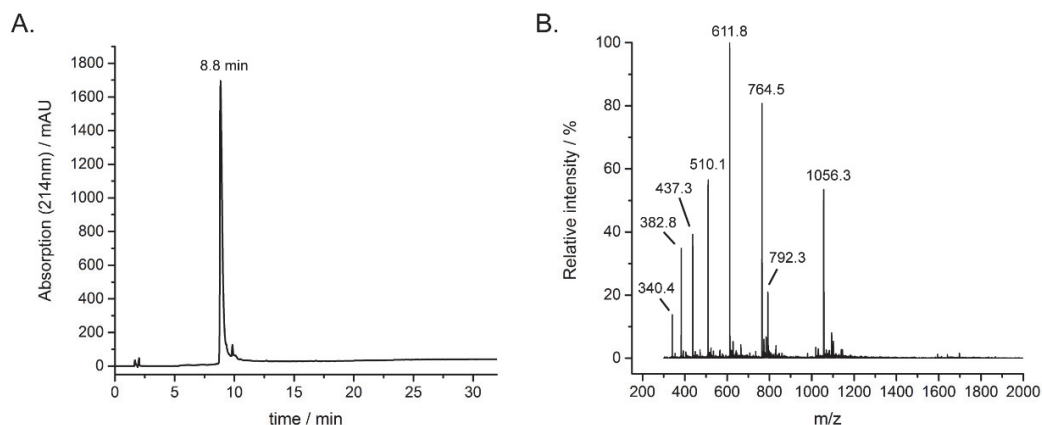 A.
Absorption (214nm) / mAU
1800
1600
1400
1200
1000
800
600
400
200
0
8.8 min
0 5 10 15 20 25 30
time / min
B.
Relative intensity / %
100
80
60
40
20
0
611.8
764.5
510.1
1056.3
437.3
382.8
792.3
340.4
200 400 600 800 1000 1200 1400 1600 1800 2000
m/z